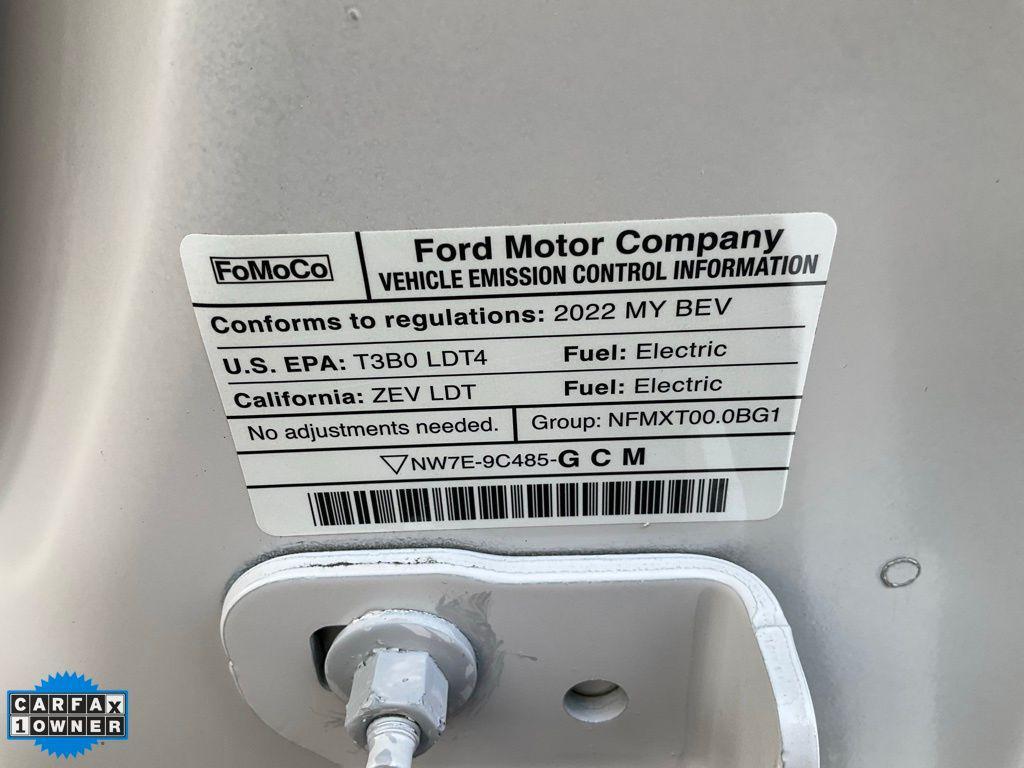 FoMoCo
Ford Motor Company
VEHICLE EMISSION CONTROL INFORMATION
Conforms to regulations: 2022 MY BEV
U.S. EPA: T3B0 LDT4 Fuel: Electric
California: ZEV LDT Fuel: Electric
No adjustments needed. Group: NFMXT00.0BG1
NW7E-9C485-G C M
CARFAX
1 OWNER